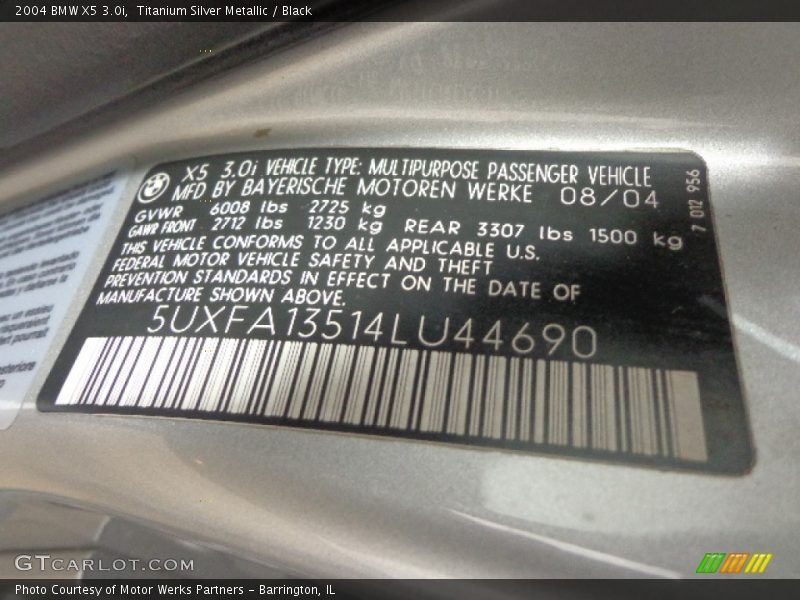 2004 BMW X5 3.0i, Titanium Silver Metallic / Black
X5 3.0i VEHICLE TYPE: MULTIPURPOSE PASSENGER VEHICLE
MFD BY BAYERISCHE MOTOREN WERKE 08/04
GVWR 6008 lbs 2725 kg
GAWR FRONT 2712 lbs 1230 kg REAR 3307 lbs 1500 kg
THIS VEHICLE CONFORMS TO ALL APPLICABLE U.S.
FEDERAL MOTOR VEHICLE SAFETY AND THEFT
PREVENTION STANDARDS IN EFFECT ON THE DATE OF
MANUFACTURE SHOWN ABOVE.
7 012 956
5UXFA13514LU44690
GTCARLOT.COM
Photo Courtesy of Motor Werks Partners - Barrington, IL